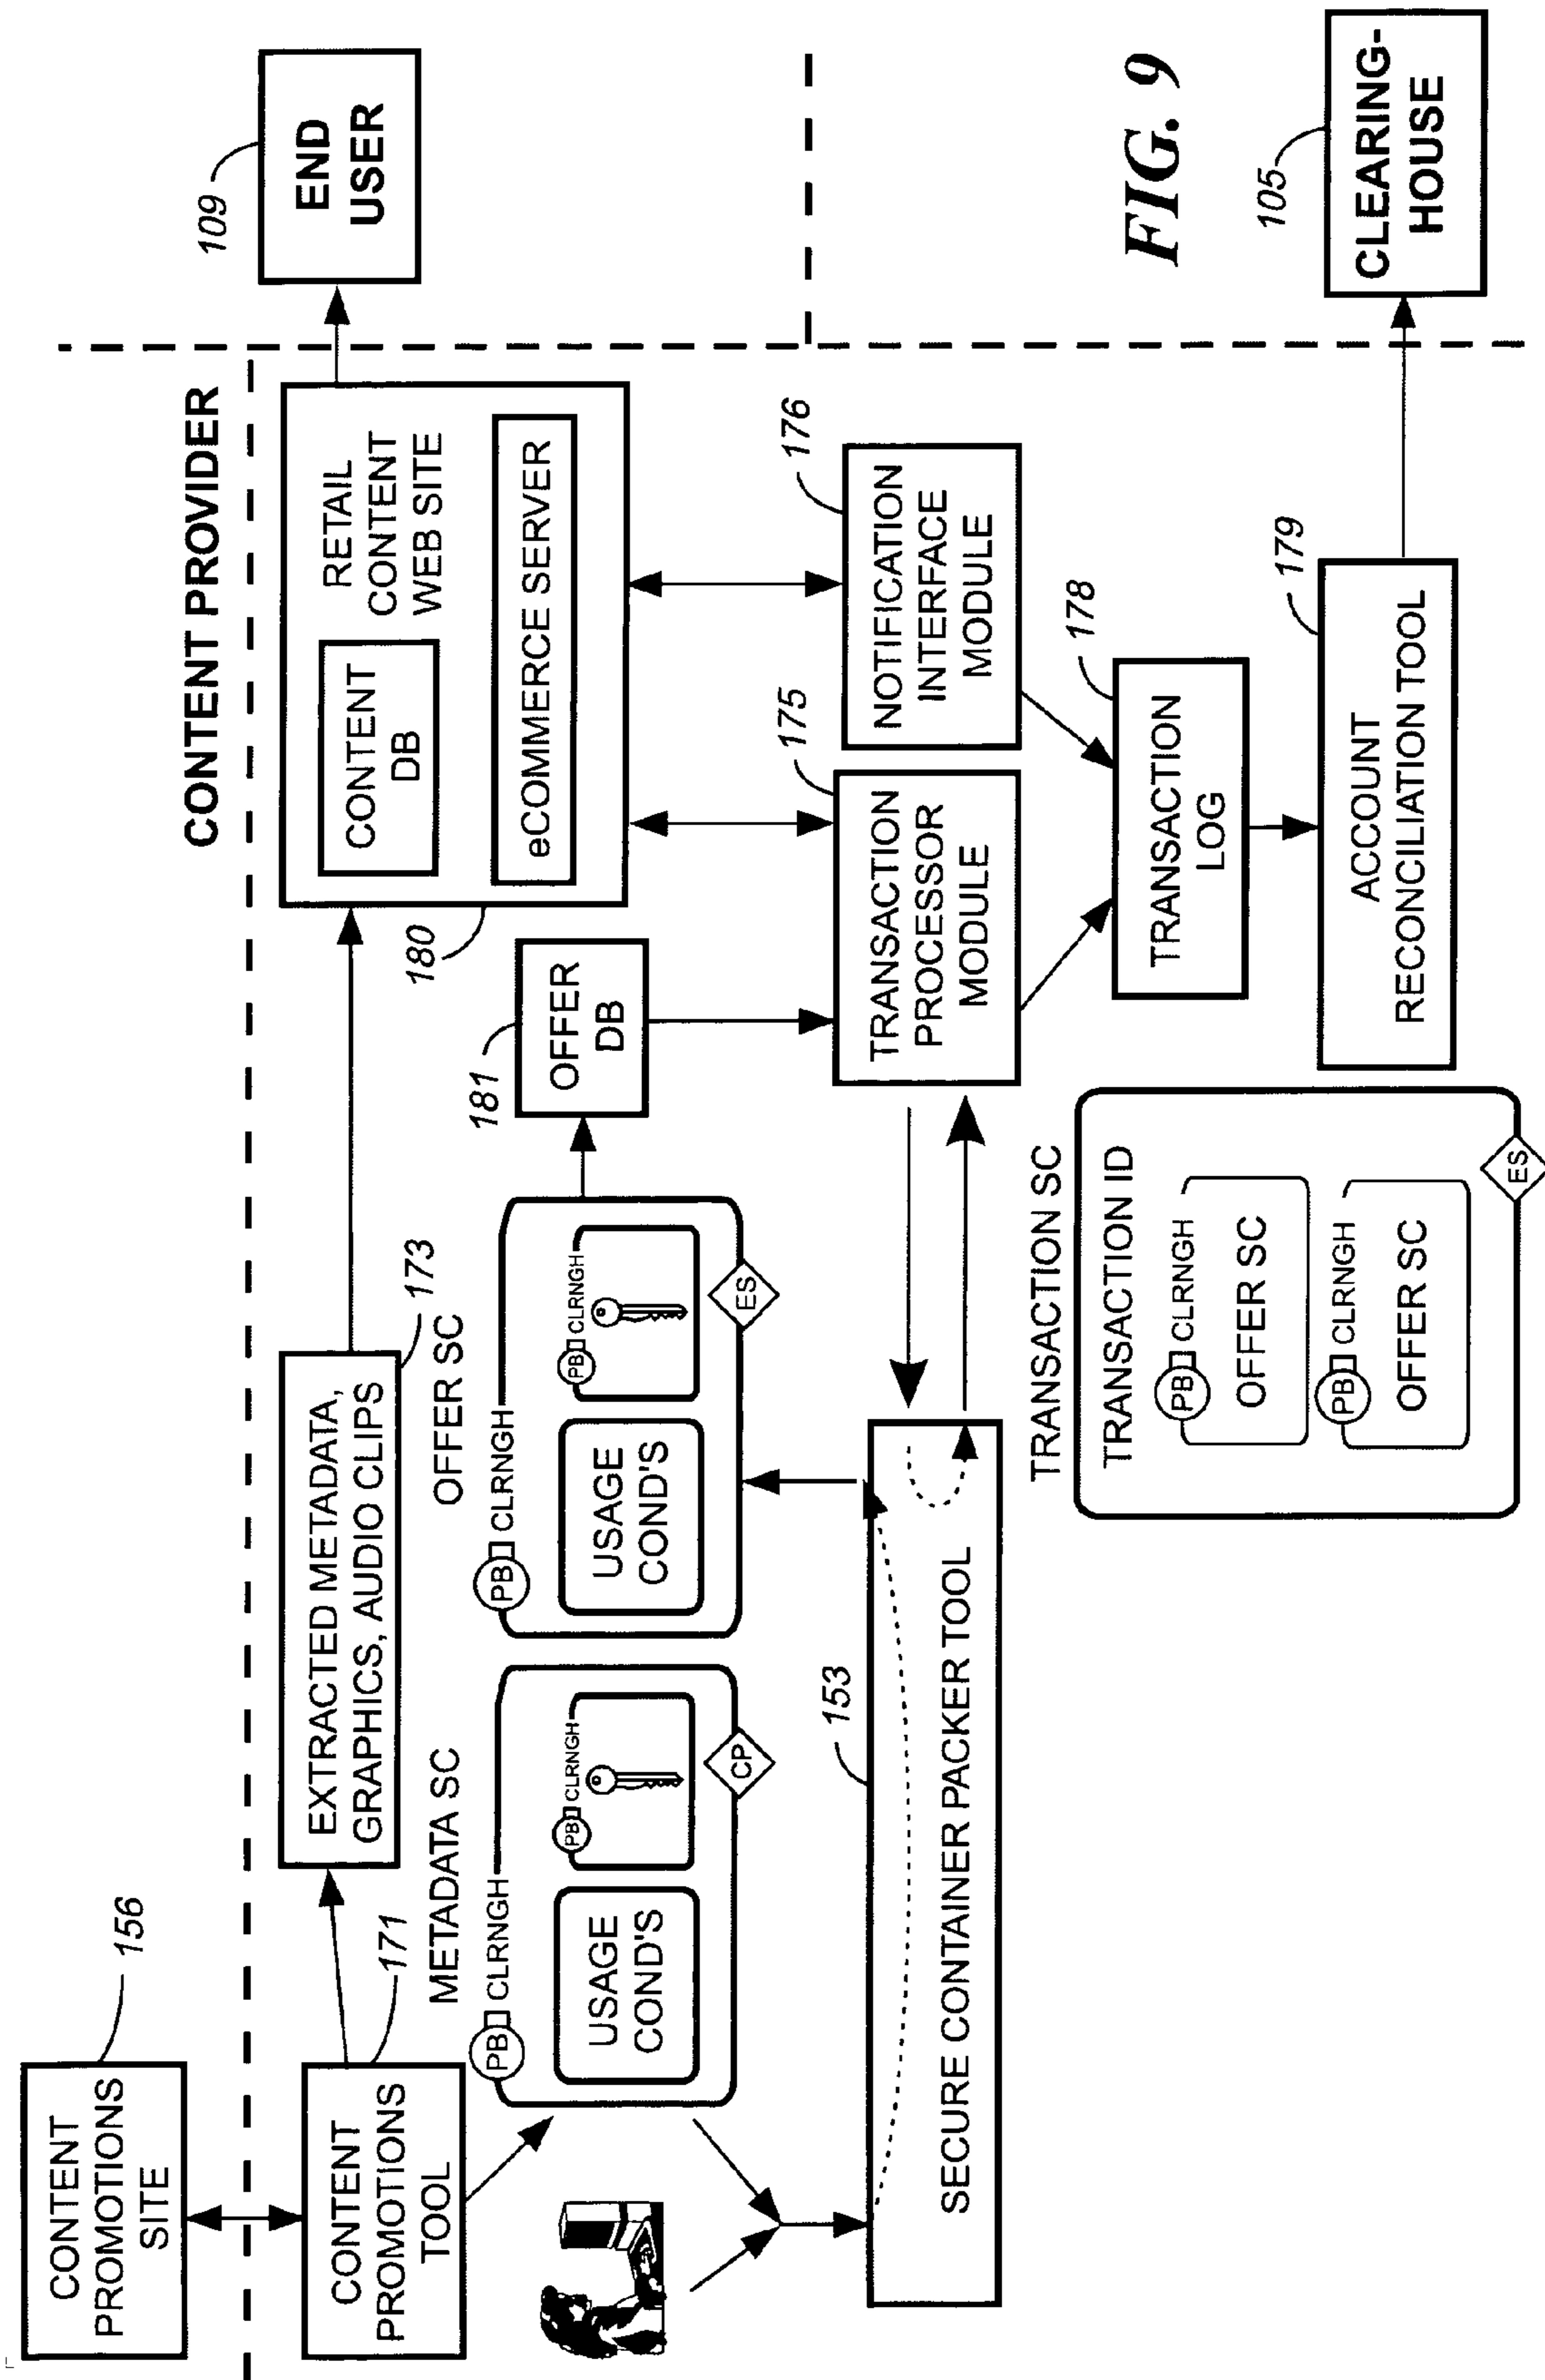 CONTENT PROVIDER
CONTENT
PROMOTIONS
SITE
156
CONTENT
PROMOTIONS
TOOL
171
EXTRACTED METADATA,
GRAPHICS, AUDIO CLIPS
173
CONTENT
DB
RETAIL
CONTENT
WEB SITE
eCOMMERCE SERVER
180
END
USER
109
METADATA SC
PB CLRNGH
USAGE
COND'S
PB CLRNGH
CP
OFFER SC
PB CLRNGH
USAGE
COND'S
PB CLRNGH
ES
181
OFFER
DB
153
SECURE CONTAINER PACKER TOOL
175
TRANSACTION
PROCESSOR
MODULE
176
NOTIFICATION
INTERFACE
MODULE
178
TRANSACTION
LOG
TRANSACTION SC
TRANSACTION ID
PB CLRNGH
OFFER SC
PB CLRNGH
OFFER SC
ES
179
ACCOUNT
RECONCILIATION TOOL
105
CLEARING-
HOUSE
FIG. 9